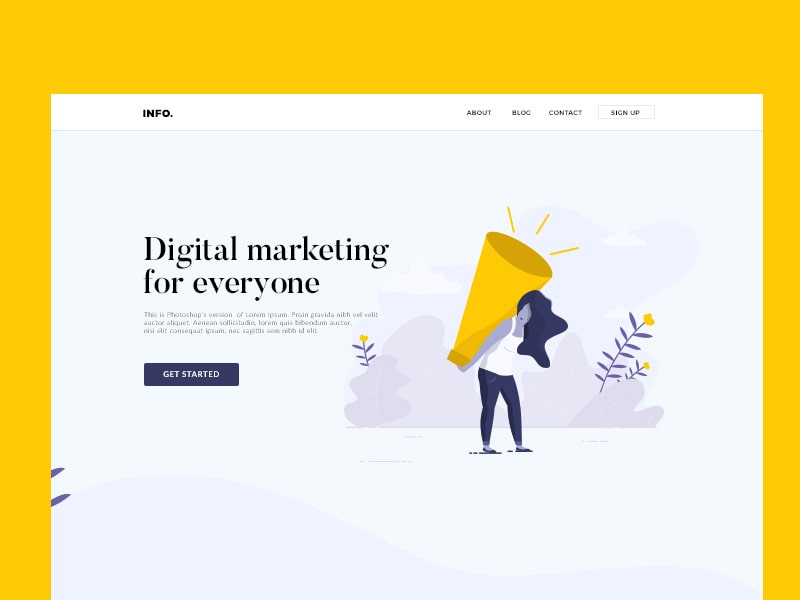 INFO.
ABOUT BLOG CONTACT SIGN UP
Digital marketing
for everyone
This is Photoshop's version of Lorem Ipsum. Proin gravida nibh vel velit
auctor aliquet. Aenean sollicitudin, lorem quis bibendum auctor,
nisi elit consequat ipsum, nec sagittis sem nibh id elit.
GET STARTED